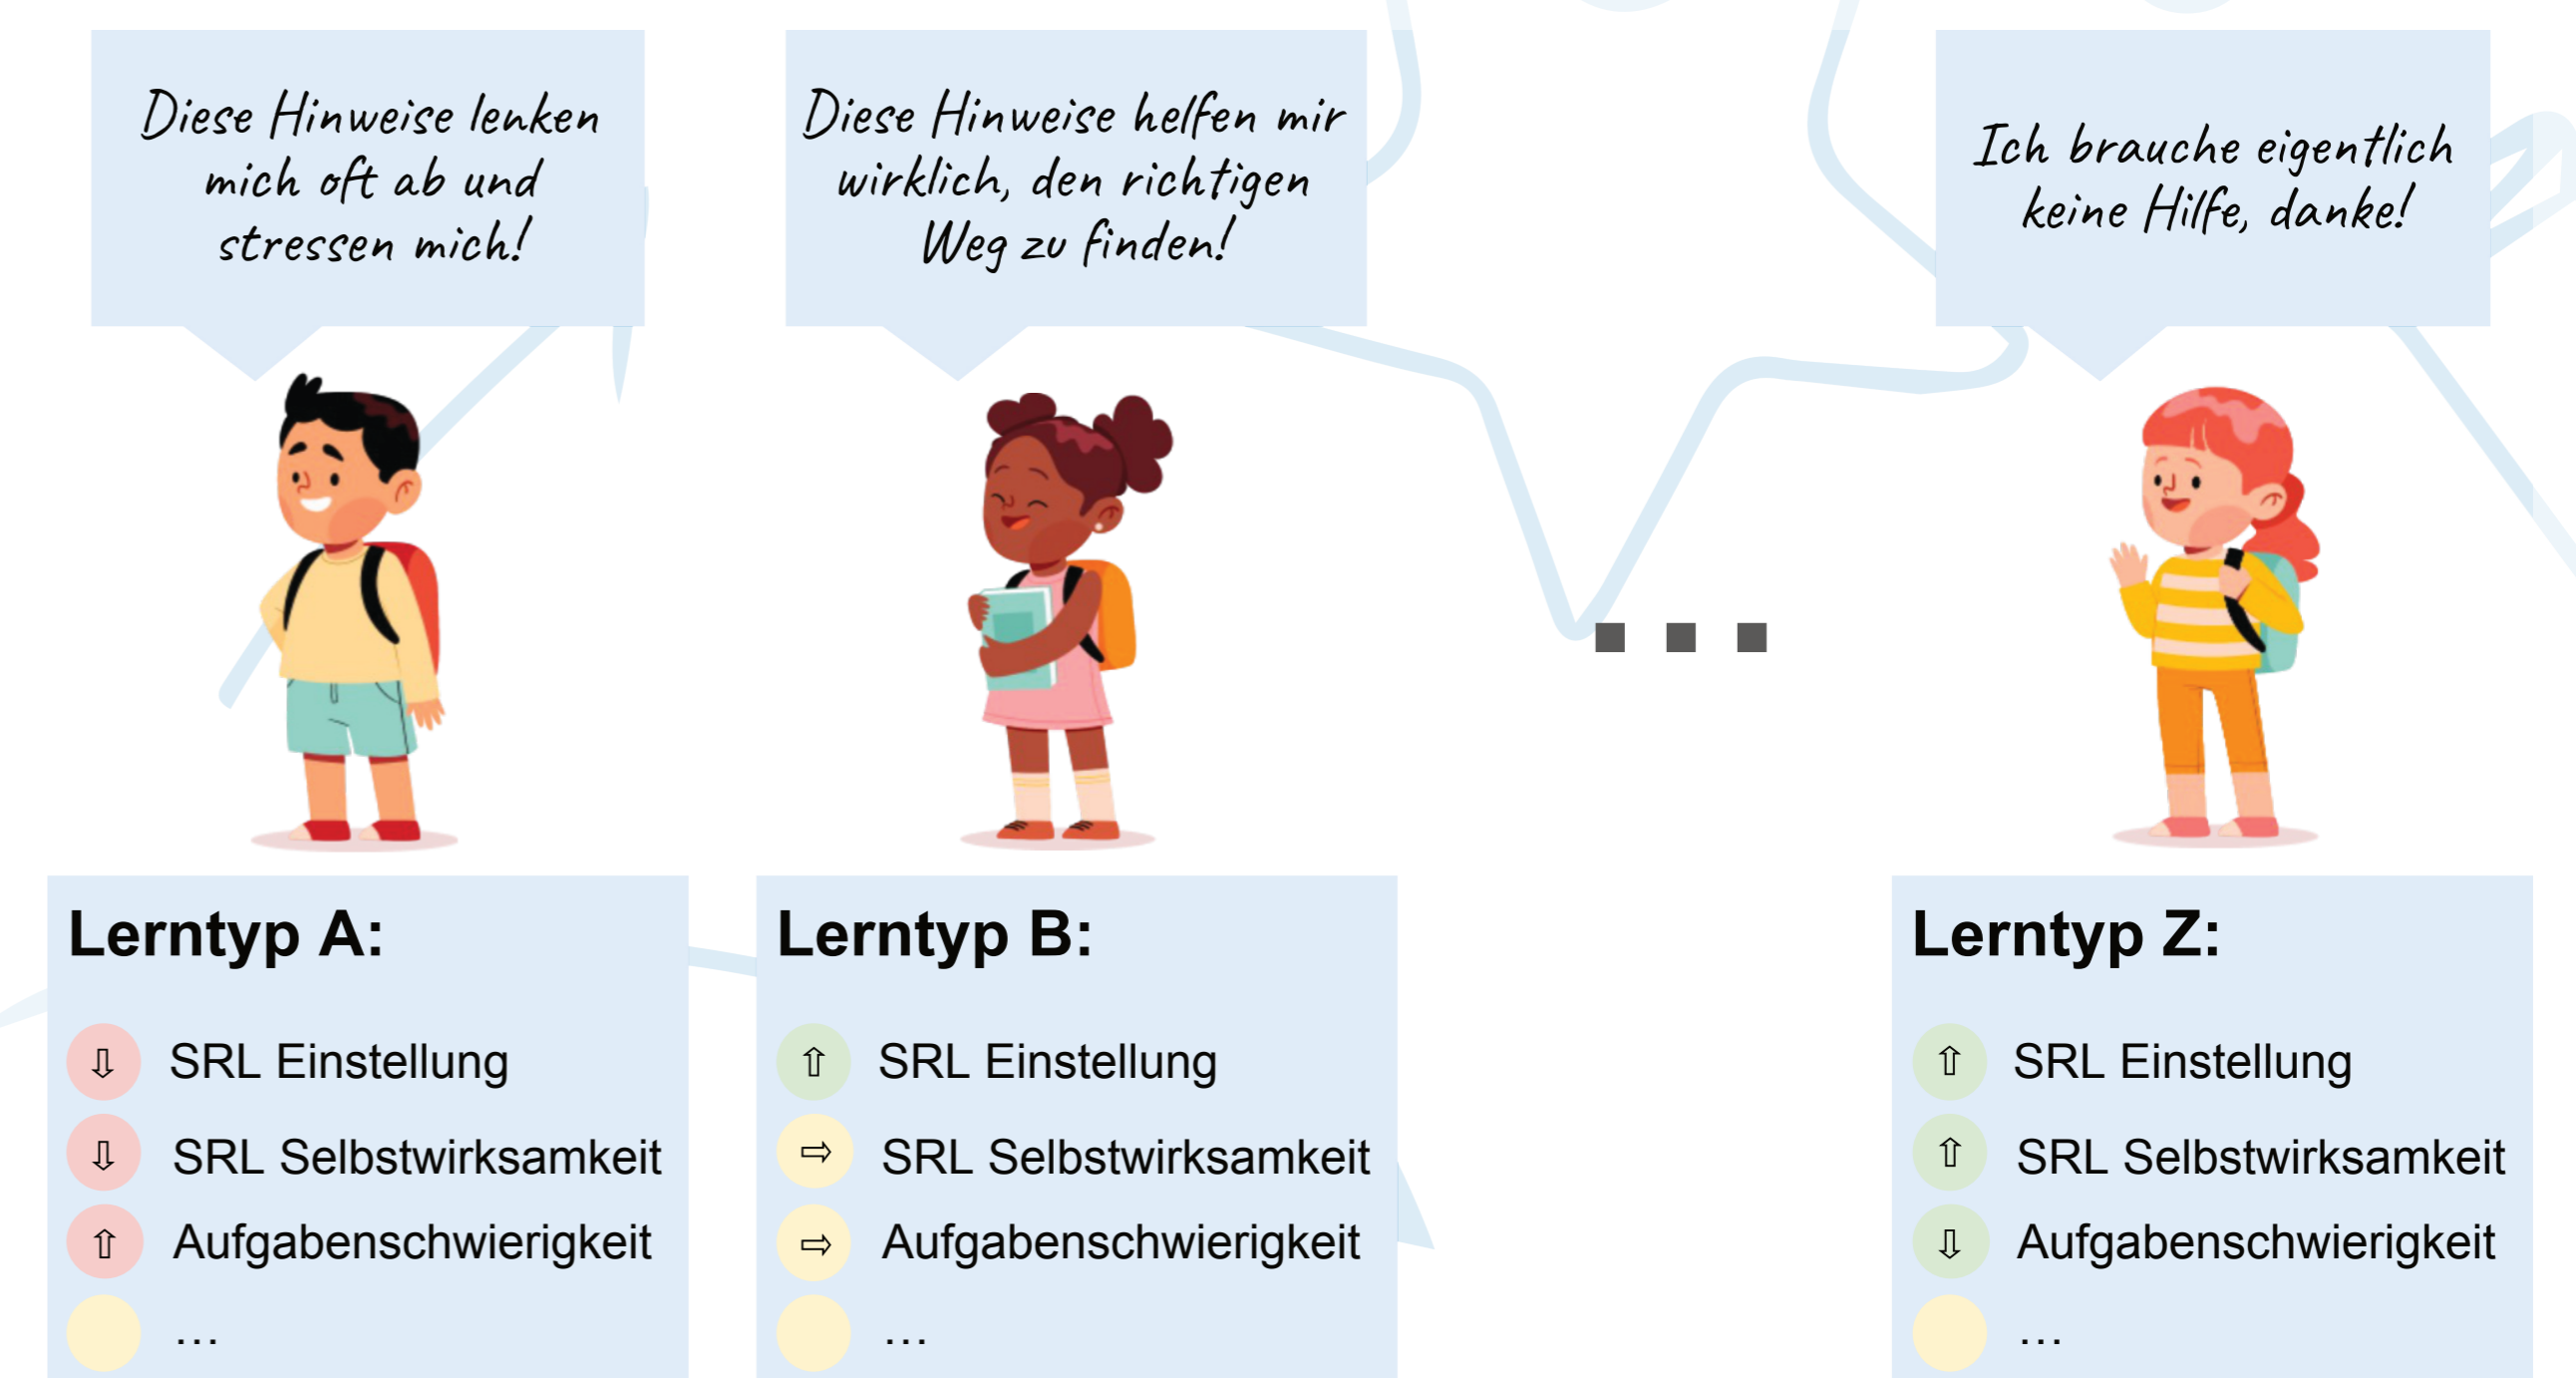 Diese Hinweise lenken
mich oft ab und
stressen mich!
Diese Hinweise helfen mir
wirklich, den richtigen
Weg zu finden!
Ich brauche eigentlich
keine Hilfe, danke!
...
Lerntyp A:
⇩ SRL Einstellung
⇩ SRL Selbstwirksamkeit
⇧ Aufgabenschwierigkeit
…
Lerntyp B:
⇧ SRL Einstellung
⇨ SRL Selbstwirksamkeit
⇨ Aufgabenschwierigkeit
…
Lerntyp Z:
⇧ SRL Einstellung
⇧ SRL Selbstwirksamkeit
⇩ Aufgabenschwierigkeit
…